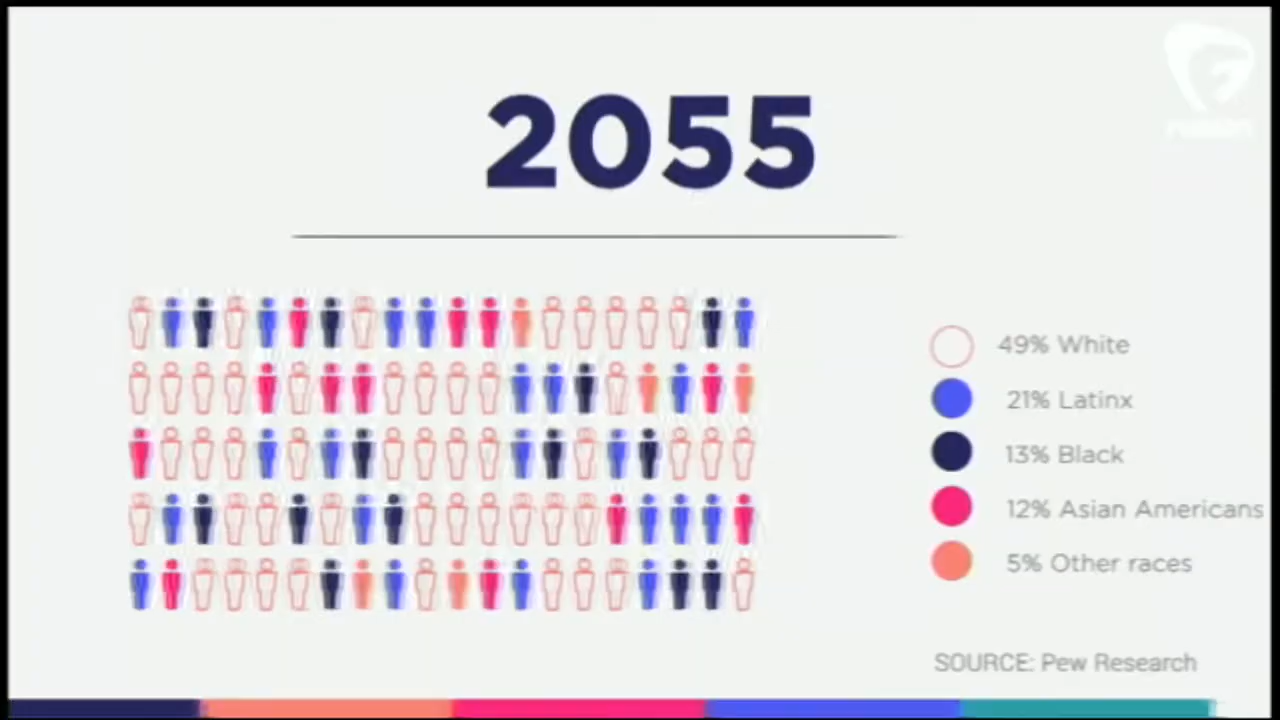 2055
49% White
21% Latinx
13% Black
12% Asian Americans
5% Other races
SOURCE: Pew Research